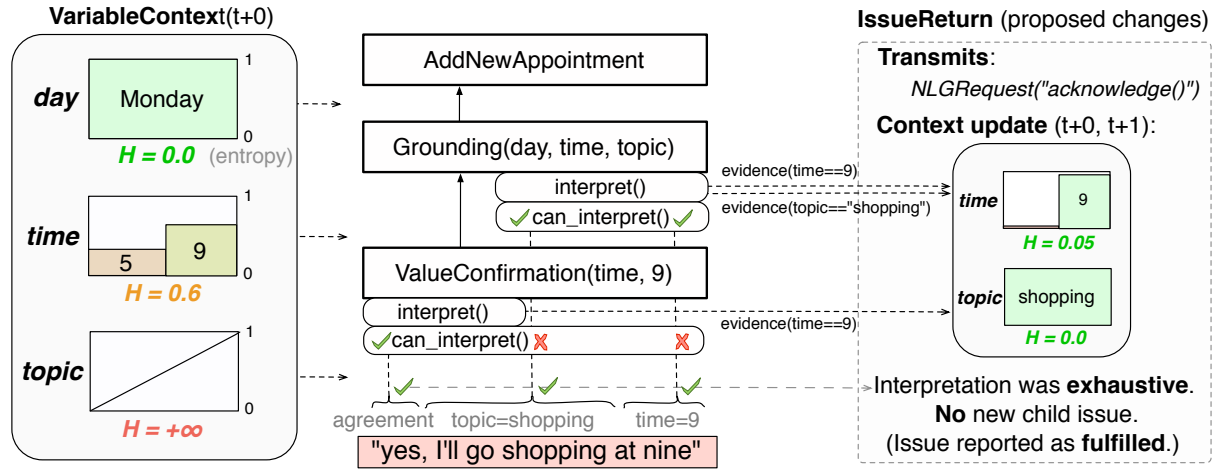 VariableContext(t+0)
day
Monday
1
0
H = 0.0 (entropy)
time
5
9
1
0
H = 0.6
topic
1
0
H = +∞
AddNewAppointment
Grounding(day, time, topic)
interpret()
can_interpret()
ValueConfirmation(time, 9)
interpret()
can_interpret()
agreement
topic=shopping
time=9
"yes, I'll go shopping at nine"
evidence(time==9)
evidence(topic=="shopping")
evidence(time==9)
IssueReturn (proposed changes)
Transmits:
NLGRequest("acknowledge()")
Context update (t+0, t+1):
time
9
H = 0.05
topic
shopping
H = 0.0
Interpretation was exhaustive.
No new child issue.
(Issue reported as fulfilled.)